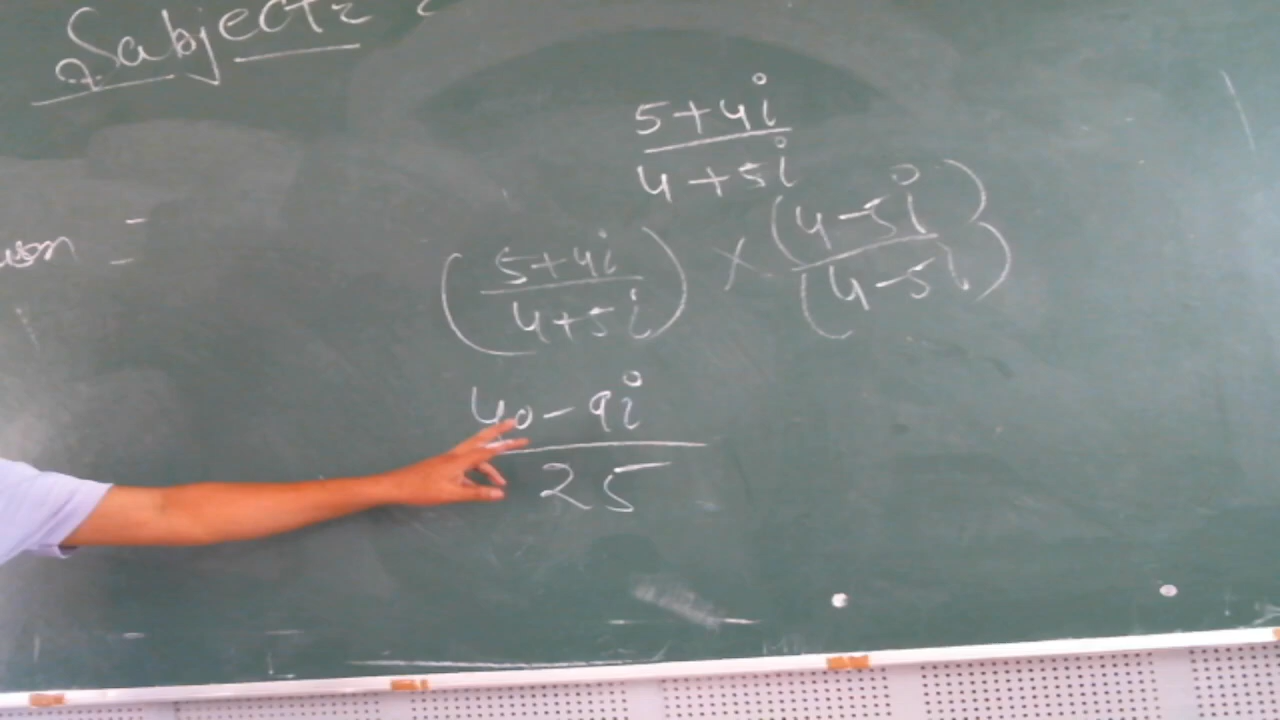 Subject:
5+4i
4+5i
(5+4i / 4+5i) × (4-5i) / (4-5i)
40-9i
25